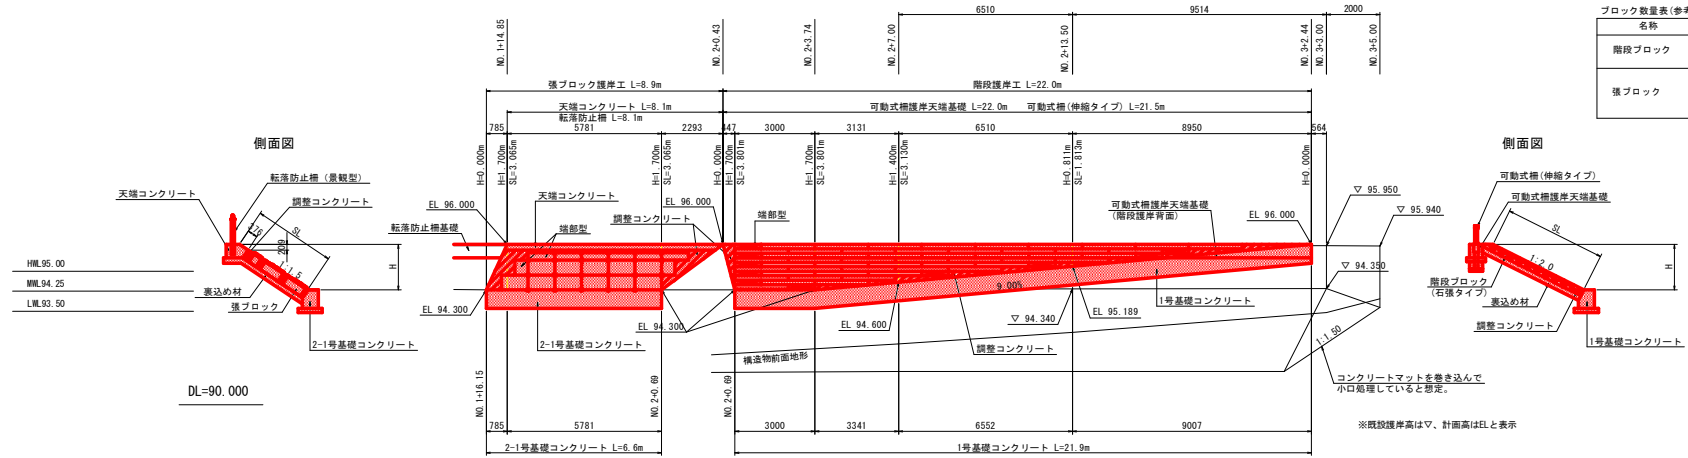 ブロック数量表(参考
名称
階段ブロック
張ブロック
6510
9514
2000
NO.1+14.85
NO.2+0.43
NO.2+3.74
NO.2+7.00
NO.2+13.50
NO.3+2.44
NO.3+3.00
NO.3+5.00
張ブロック護岸工 L=8.9m
階段護岸工 L=22.0m
天端コンクリート L=8.1m
転落防止柵 L=8.1m
可動式柵護岸天端基礎 L=22.0m
可動式柵(伸縮タイプ) L=21.5m
785
5781
2293
447
3000
3131
6510
8950
564
H=0.000m
H=1.700m
SL=3.065m
H=1.700m
SL=3.065m
H=0.000m
H=1.700m
SL=3.801m
H=1.700m
SL=3.801m
H=1.400m
SL=3.130m
H=0.811m
SL=1.813m
H=0.000m
側面図
転落防止柵 (景観型)
天端コンクリート
調整コンクリート
276
SL
209
1:1.5
H
裏込め材
張ブロック
2-1号基礎コンクリート
HWL95.00
MWL94.25
LWL93.50
DL=90.000
EL 96.000
天端コンクリート
転落防止柵基礎
端部型
調整コンクリート
EL 96.000
端部型
可動式柵護岸天端基礎
(階段護岸背面)
EL 96.000
▽ 95.950
▽ 95.940
▽ 94.350
9.00%
1号基礎コンクリート
EL 94.300
EL 94.300
2-1号基礎コンクリート
EL 94.600
▽ 94.340
EL 95.189
調整コンクリート
構造物前面地形
1:1.50
コンクリートマットを巻き込んで
小口処理していると想定。
NO.1+16.15
NO.2+0.69
NO.2+0.69
785
5781
3000
3341
6552
9007
2-1号基礎コンクリート L=6.6m
1号基礎コンクリート L=21.9m
※既設護岸高は▽、計画高はELと表示
側面図
可動式柵(伸縮タイプ)
可動式柵護岸天端基礎
SL
1:2.0
H
階段ブロック
(石張タイプ)
裏込め材
調整コンクリート
1号基礎コンクリート